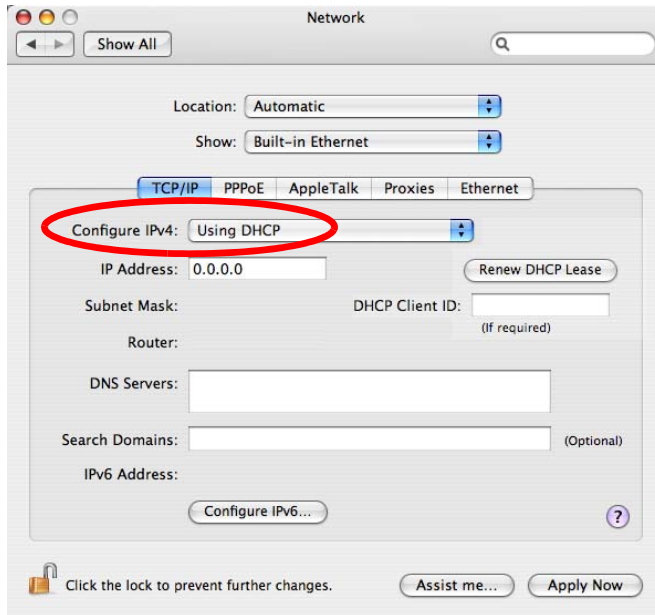 Network
Show All
Location: Automatic
Show: Built-in Ethernet
TCP/IP PPPoE AppleTalk Proxies Ethernet
Configure IPv4: Using DHCP
IP Address: 0.0.0.0 Renew DHCP Lease
Subnet Mask: DHCP Client ID:
(If required)
Router:
DNS Servers:
Search Domains: (Optional)
IPv6 Address:
Configure IPv6... ?
Click the lock to prevent further changes. Assist me... Apply Now